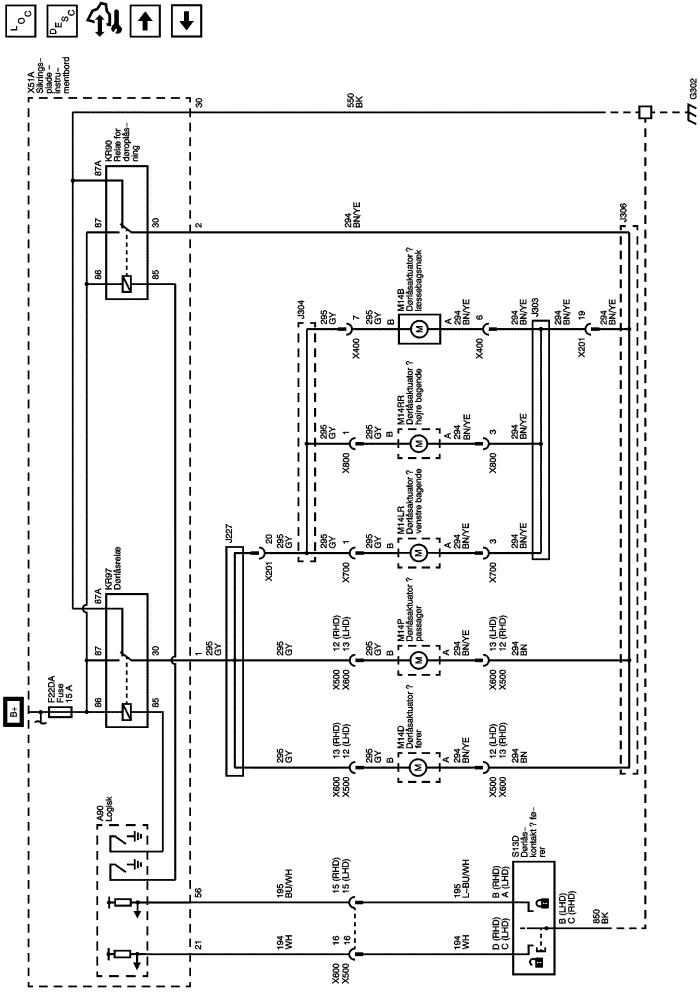 LOC
DESC
X51A
Sikrings-
plade -
instru-
mentbord
30
550
BK
G302
87A
KR90
Relæ for
døroplås-
ning
87
30
2
294
BN/YE
J306
86
85
J304
295
GY
7
X400
295
GY
B
M14B
Dørlåsaktuator ?
læssebagsmæk
M
A
294
BN/YE
6
X400
294
BN/YE
J303
294
BN/YE
19
X201
294
BN/YE
295
GY
1
X800
295
GY
B
M14RR
Dørlåsaktuator ?
højre bagende
M
A
294
BN/YE
3
X800
294
BN/YE
J227
20
X201
295
GY
295
GY
1
X700
295
GY
B
M14LR
Dørlåsaktuator ?
venstre bagende
M
A
294
BN/YE
3
X700
294
BN/YE
87A
KR97
Dørlåsrelæ
87
30
1
295
GY
295
GY
12 (RHD)
13 (LHD)
X500
X600
295
GY
B
M14P
Dørlåsaktuator ?
passager
M
A
294
BN/YE
13 (LHD)
12 (RHD)
X600
X500
294
BN
B+
F22DA
Fuse
15 A
86
85
295
GY
13 (RHD)
12 (LHD)
X600
X500
295
GY
B
M14D
Dørlåsaktuator ?
fører
M
A
294
BN/YE
12 (LHD)
13 (RHD)
X500
X600
294
BN
A90
Logisk
56
195
BU/WH
15 (RHD)
15 (LHD)
195
L-BU/WH
B (RHD)
A (LHD)
S13D
Dørlås-
kontakt ? fø-
rer
B (LHD)
C (RHD)
850
BK
21
194
WH
16
16
X600
X500
194
WH
D (RHD)
C (LHD)